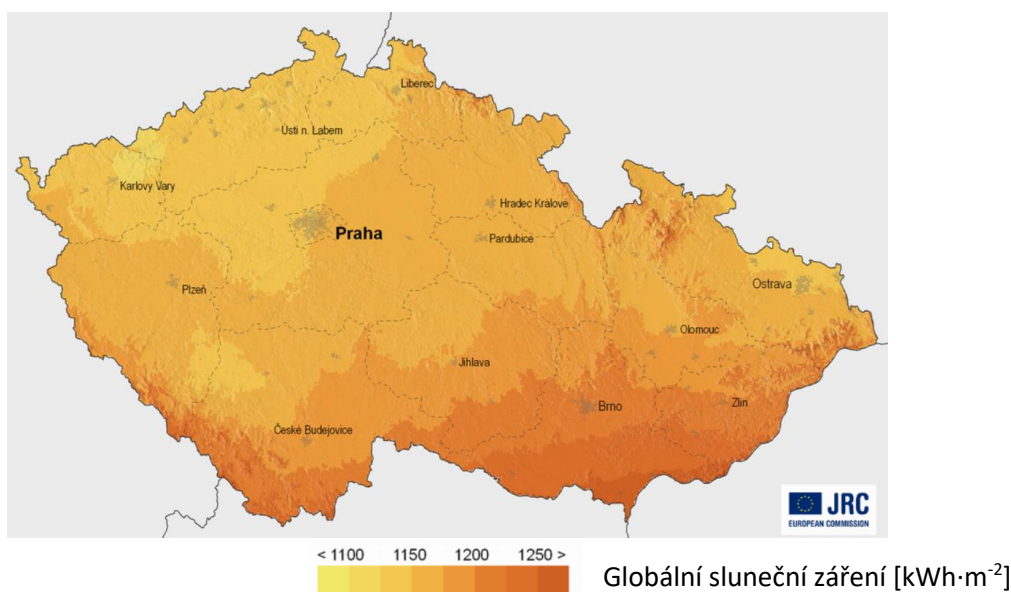 Liberec
Ústí n. Labem
Karlovy Vary
Hradec Králové
Praha
Pardubice
Ostrava
Plzeň
Olomouc
Jihlava
Zlín
Brno
České Budejovice
JRC
EUROPEAN COMMISSION
< 1100 1150 1200 1250 >
Globální sluneční záření [kWh·m⁻²]